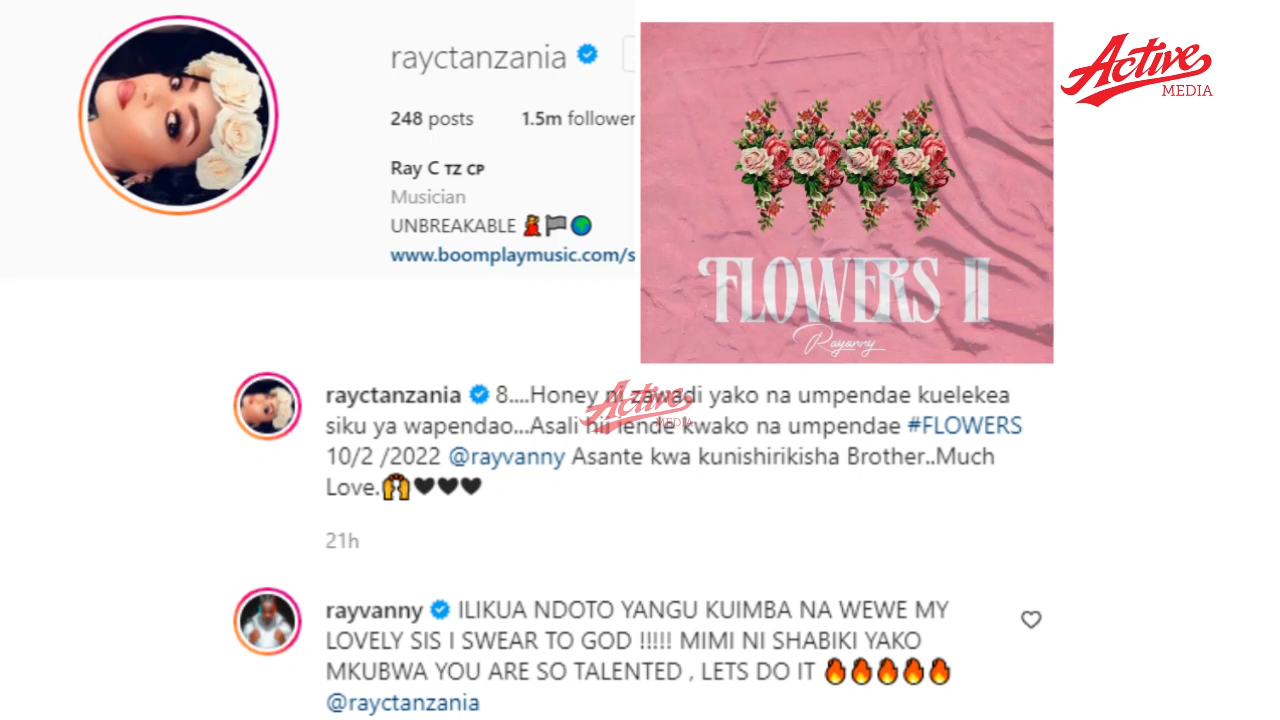 rayctanzania
248 posts 1.5m follower
Ray C TZ CP
Musician
UNBREAKABLE
www.boomplaymusic.com/s
FLOWERS II
Rayvanny
Active
MEDIA
rayctanzania 8....Honey ni zawadi yako na umpendae kuelekea
siku ya wapendao...Asali hii iende kwako na umpendae #FLOWERS
10/2 /2022 @rayvanny Asante kwa kunishirikisha Brother..Much
Love.🙌🖤🖤🖤
Active
MEDIA
21h
rayvanny ILIKUA NDOTO YANGU KUIMBA NA WEWE MY
LOVELY SIS I SWEAR TO GOD !!!!! MIMI NI SHABIKI YAKO
MKUBWA YOU ARE SO TALENTED , LETS DO IT 🔥🔥🔥🔥🔥
@rayctanzania